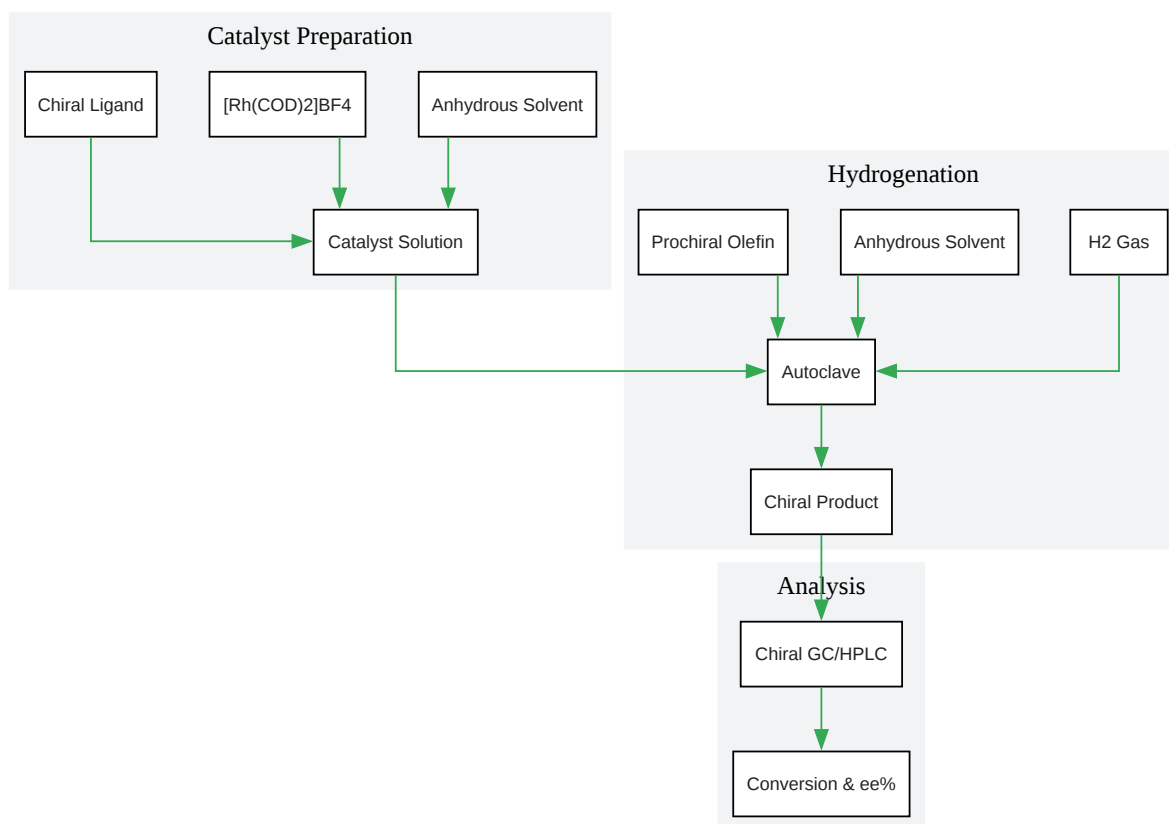 Catalyst Preparation
Chiral Ligand
[Rh(COD)2]BF4
Anhydrous Solvent
Catalyst Solution
Hydrogenation
Prochiral Olefin
Anhydrous Solvent
H2 Gas
Autoclave
Chiral Product
Analysis
Chiral GC/HPLC
Conversion & ee%